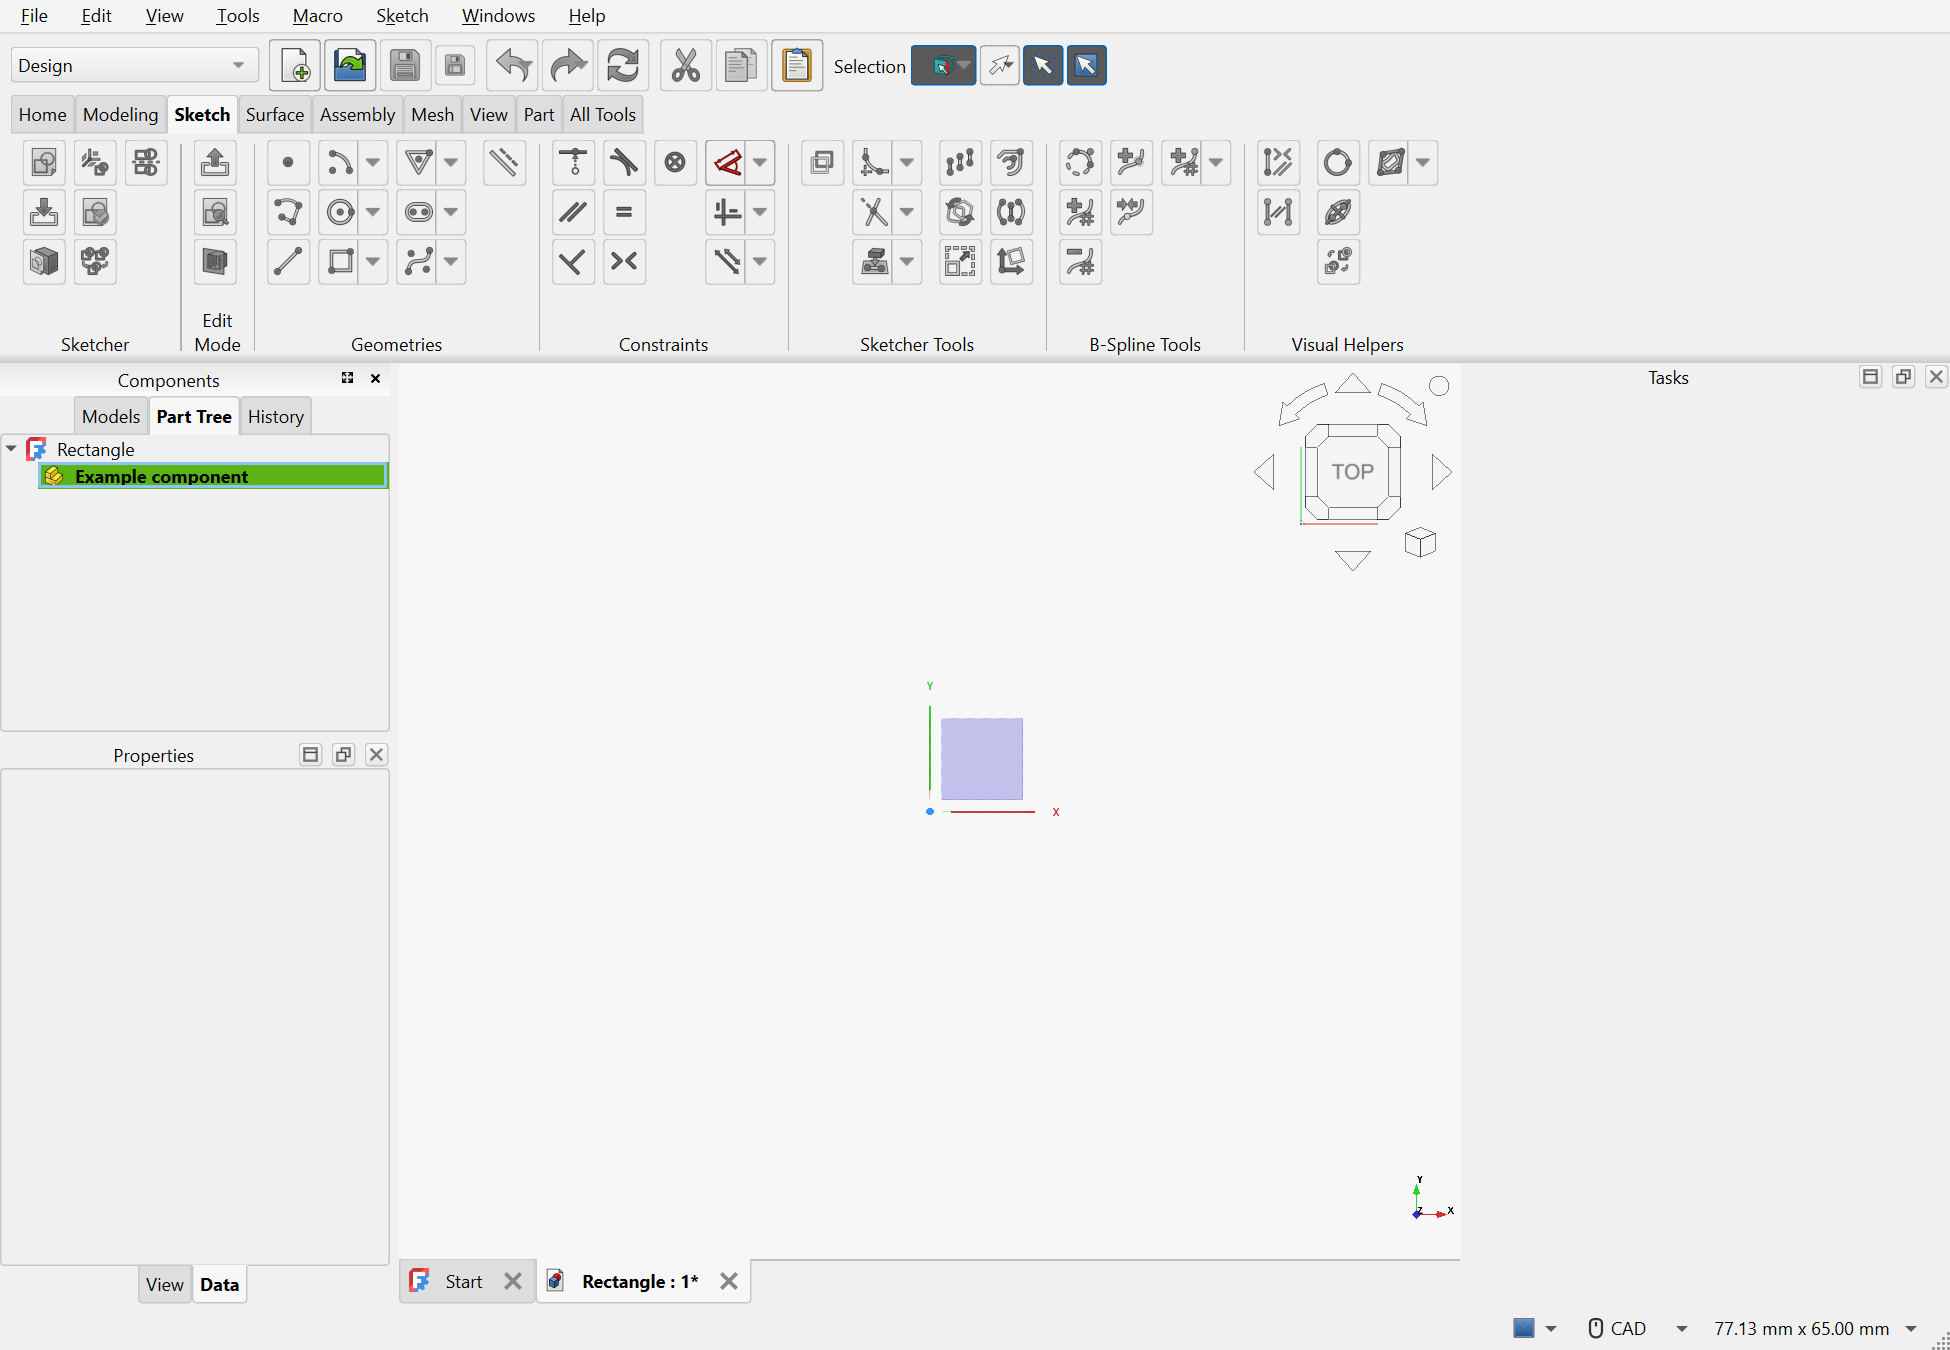 File Edit View Tools Macro Sketch Windows Help
Design Selection
Home Modeling Sketch Surface Assembly Mesh View Part All Tools
Sketcher Edit Mode Geometries Constraints Sketcher Tools B-Spline Tools Visual Helpers
Components
Models Part Tree History
Rectangle
Example component
Properties
View Data
TOP
Y
X
Y
Z
X
Start Rectangle : 1*
Tasks
CAD 77.13 mm x 65.00 mm